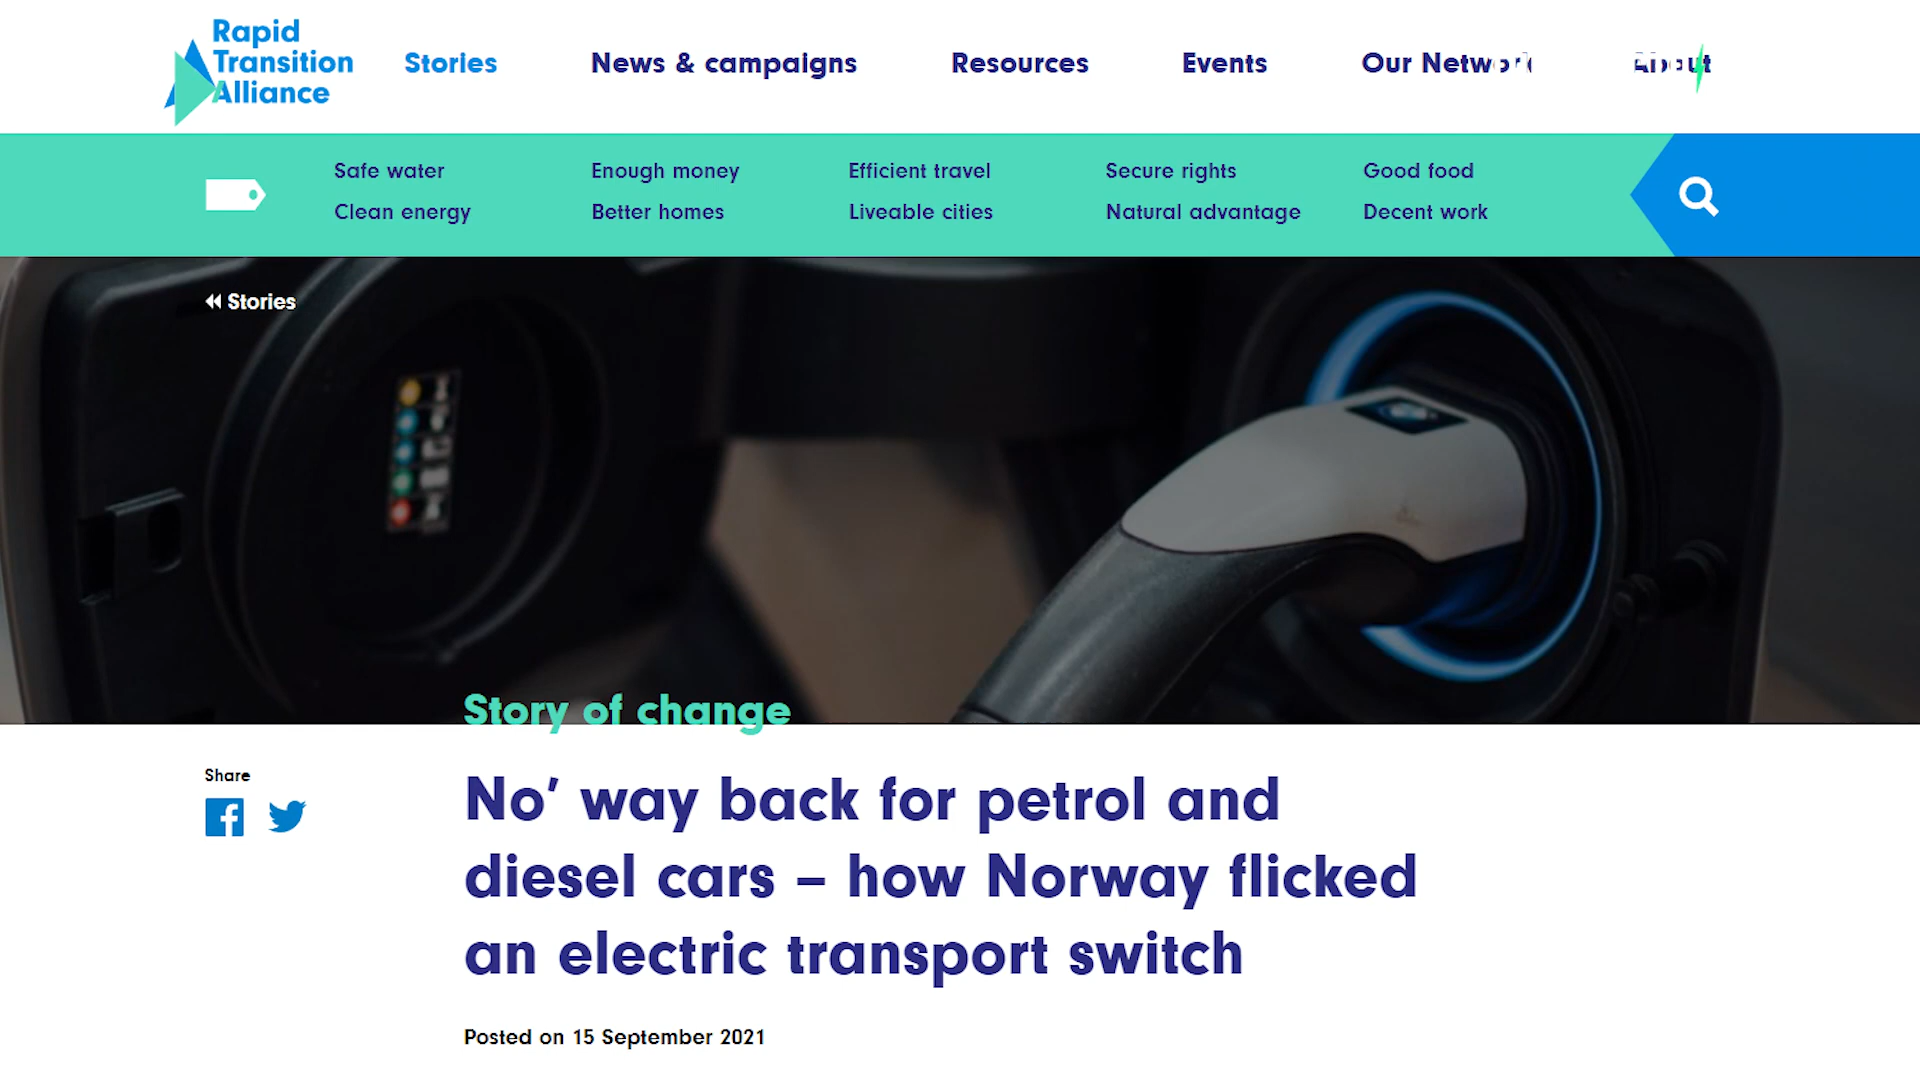 Rapid
Transition
Alliance
Stories
News & campaigns
Resources
Events
Our
Safe water
Enough money
Efficient travel
Secure rights
Good food
Clean energy
Better homes
Liveable cities
Natural advantage
Decent work
Stories
Story of change
Share
No’ way back for petrol and
diesel cars – how Norway flicked
an electric transport switch
Posted on 15 September 2021